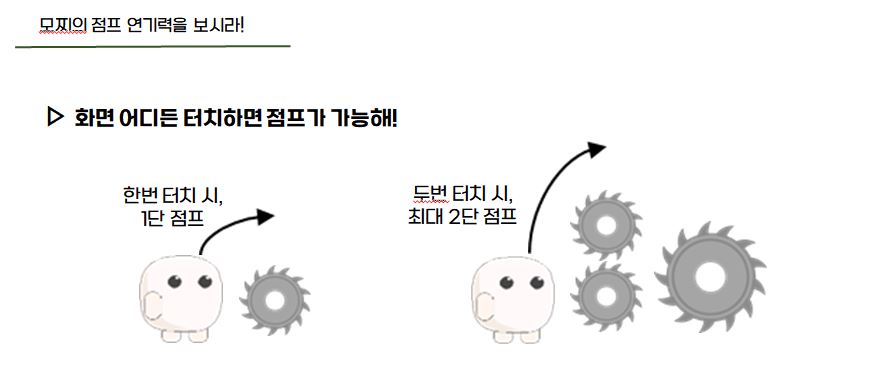 모찌의 점프 연기력을 보시라!
▷ 화면 어디든 터치하면 점프가 가능해!
한번 터치 시,
1단 점프
두번 터치 시,
최대 2단 점프